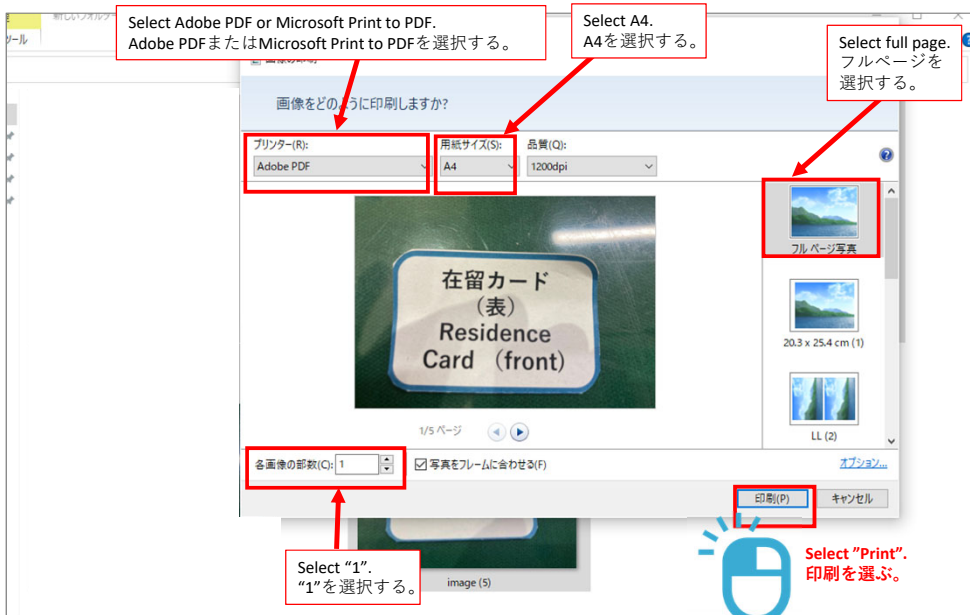 Select Adobe PDF or Microsoft Print to PDF.
Adobe PDFまたはMicrosoft Print to PDFを選択する。
Select A4.
A4を選択する。
Select full page.
フルページを
選択する。
ツール
画像の印刷
画像をどのように印刷しますか?
プリンター(R):
用紙サイズ(S):
品質(Q):
Adobe PDF
A4
1200dpi
在留カード
(表)
Residence
Card (front)
フル ページ写真
20.3 x 25.4 cm (1)
LL (2)
1/5 ページ
各画像の部数(C): 1
写真をフレームに合わせる(F)
オプション...
印刷(P)
キャンセル
Select “1”.
“1”を選択する。
image (5)
Select ”Print”.
印刷を選ぶ。